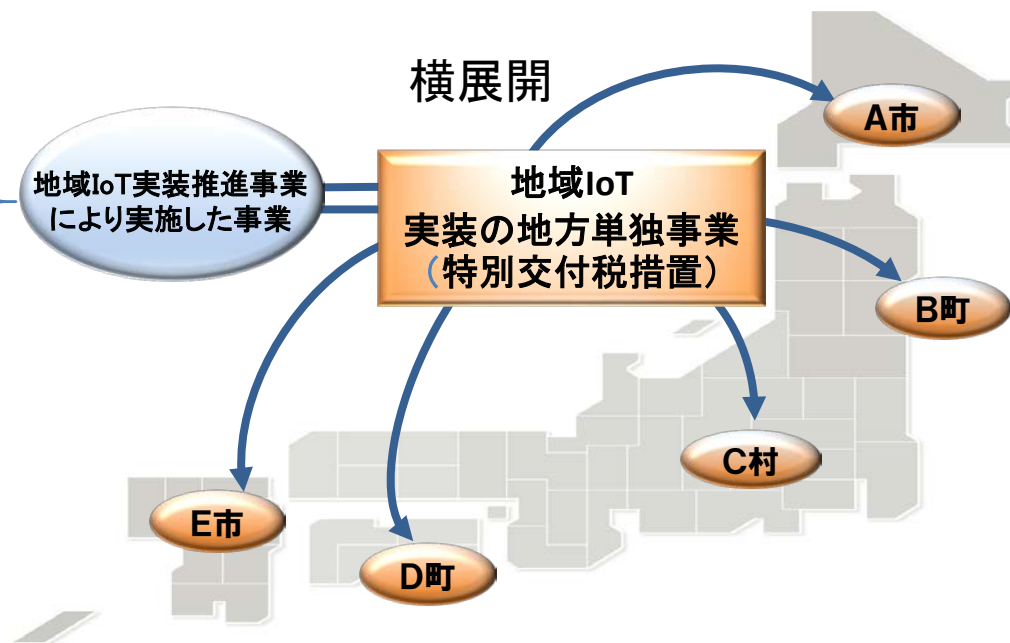 横展開
地域IoT実装推進事業
により実施した事業
地域IoT
実装の地方単独事業
（特別交付税措置）
A市
B町
C村
D町
E市